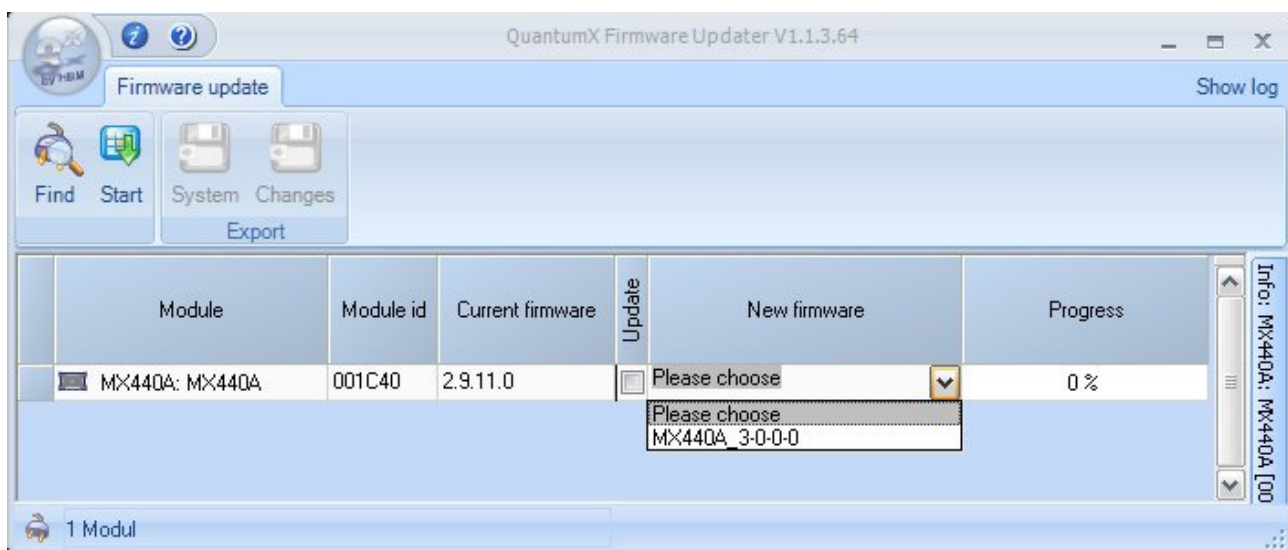 QuantumX Firmware Updater V1.1.3.64
BY HBM
Firmware update
Show log
Find
Start
System
Changes
Export
Module
Module id
Current firmware
Update
New firmware
Progress
MX440A: MX440A
001C40
2.9.11.0
Please choose
0 %
Please choose
MX440A_3-0-0-0
Info: MX440A: MX440A [00
1 Modul